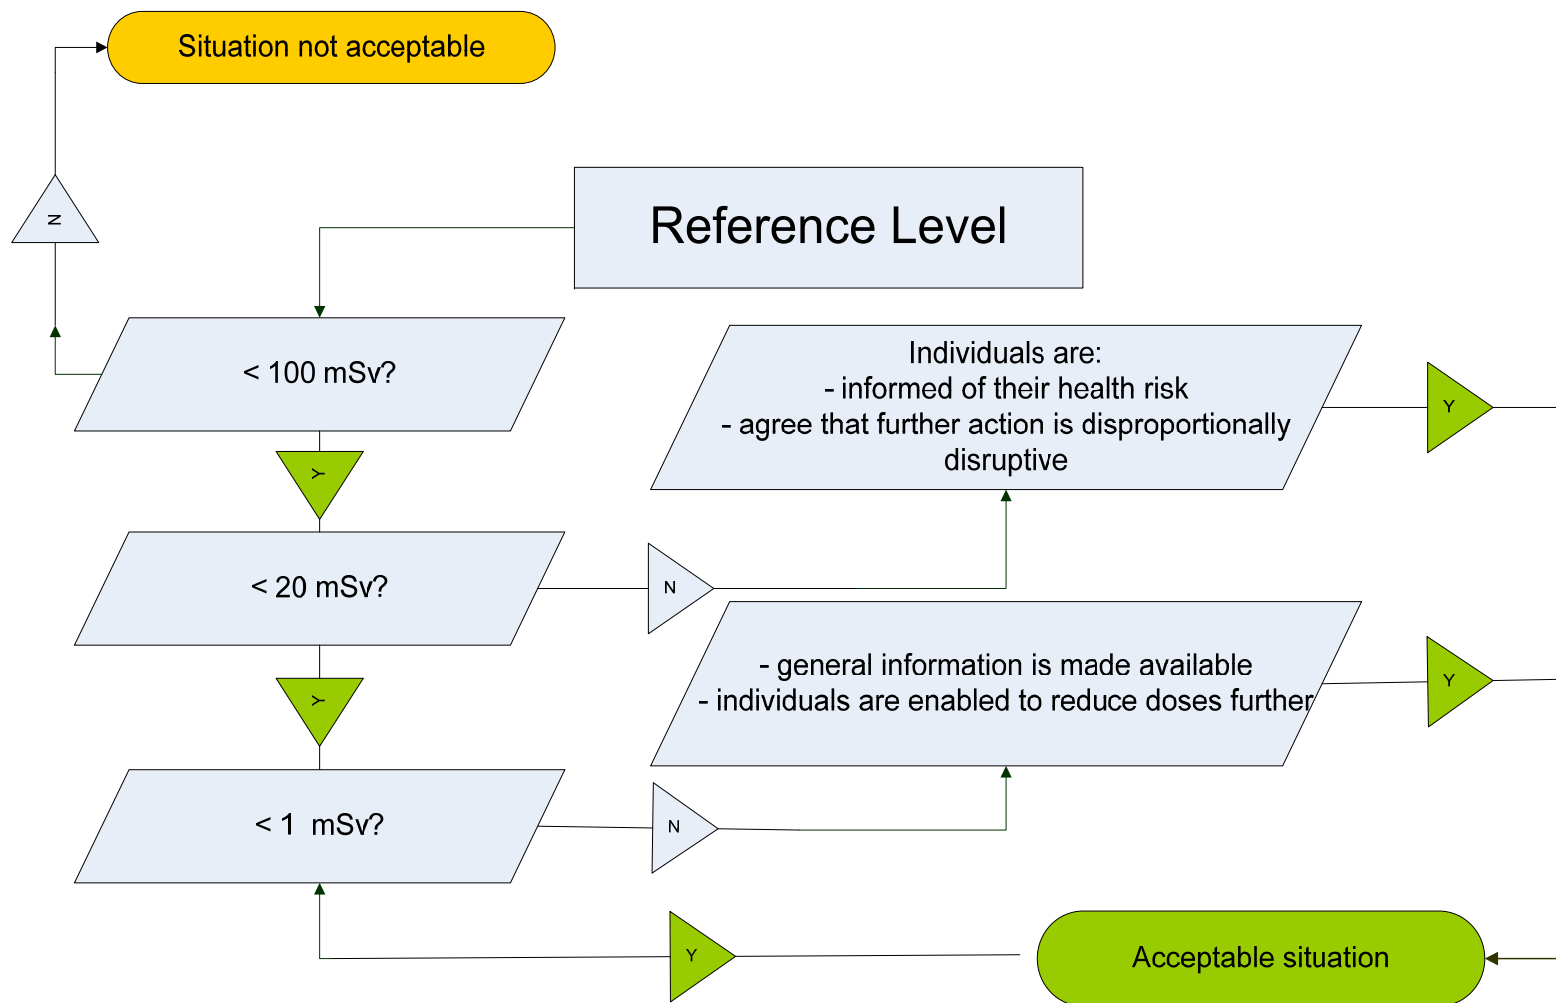 Situation not acceptable
N
Reference Level
< 100 mSv?
Individuals are:
- informed of their health risk
- agree that further action is disproportionally
disruptive
Y
Y
< 20 mSv?
N
- general information is made available
- individuals are enabled to reduce doses further
Y
Y
< 1 mSv?
N
Y
Acceptable situation